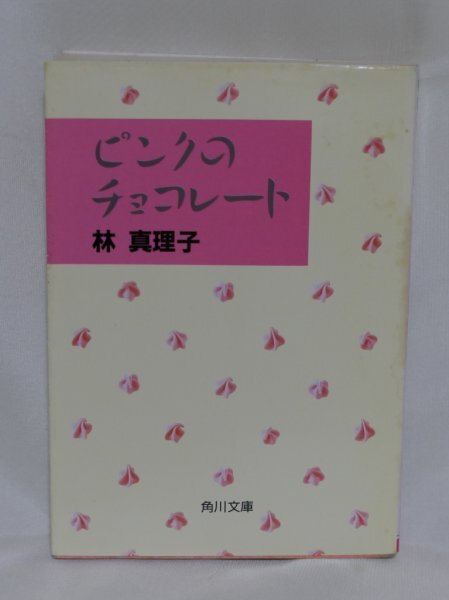 ピンクの
チョコレート
林 真理子
角川文庫